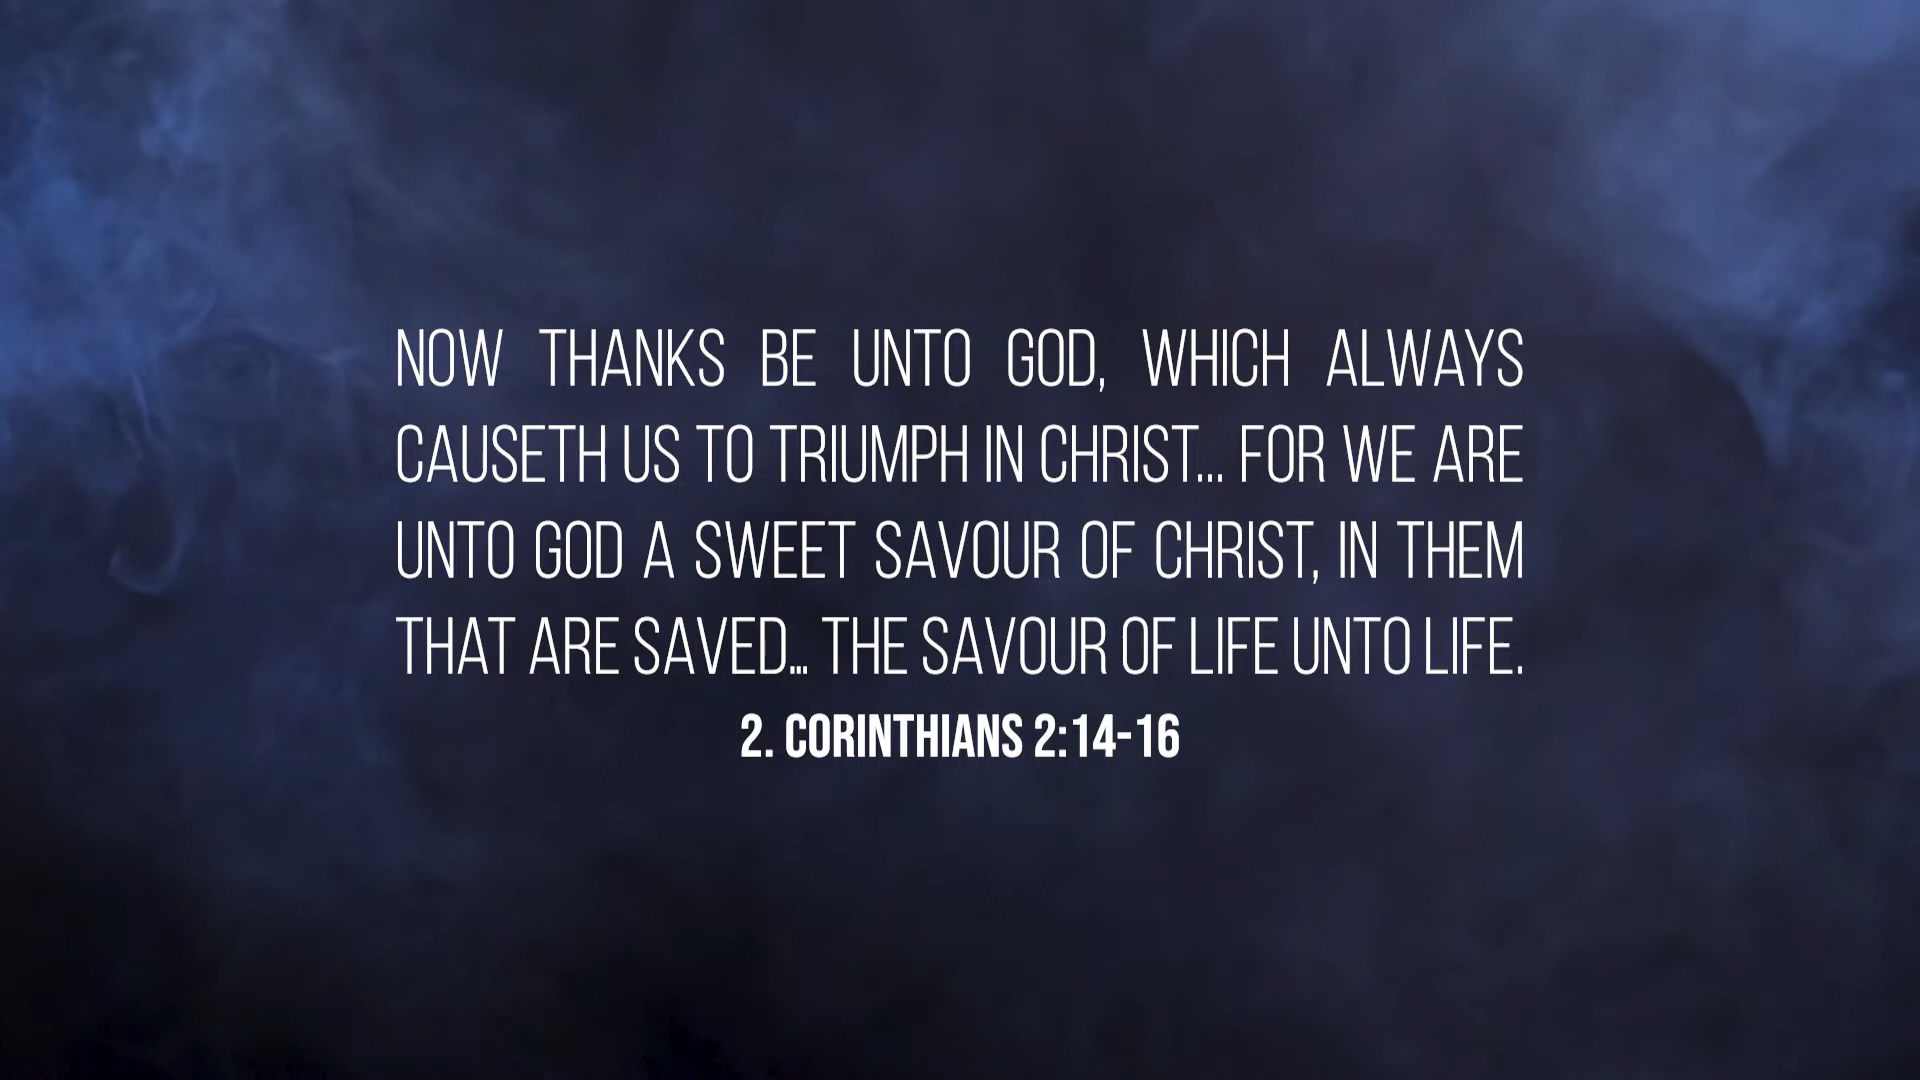 NOW THANKS BE UNTO GOD, WHICH ALWAYS
CAUSETH US TO TRIUMPH IN CHRIST... FOR WE ARE
UNTO GOD A SWEET SAVOUR OF CHRIST, IN THEM
THAT ARE SAVED... THE SAVOUR OF LIFE UNTO LIFE.
2. CORINTHIANS 2:14-16